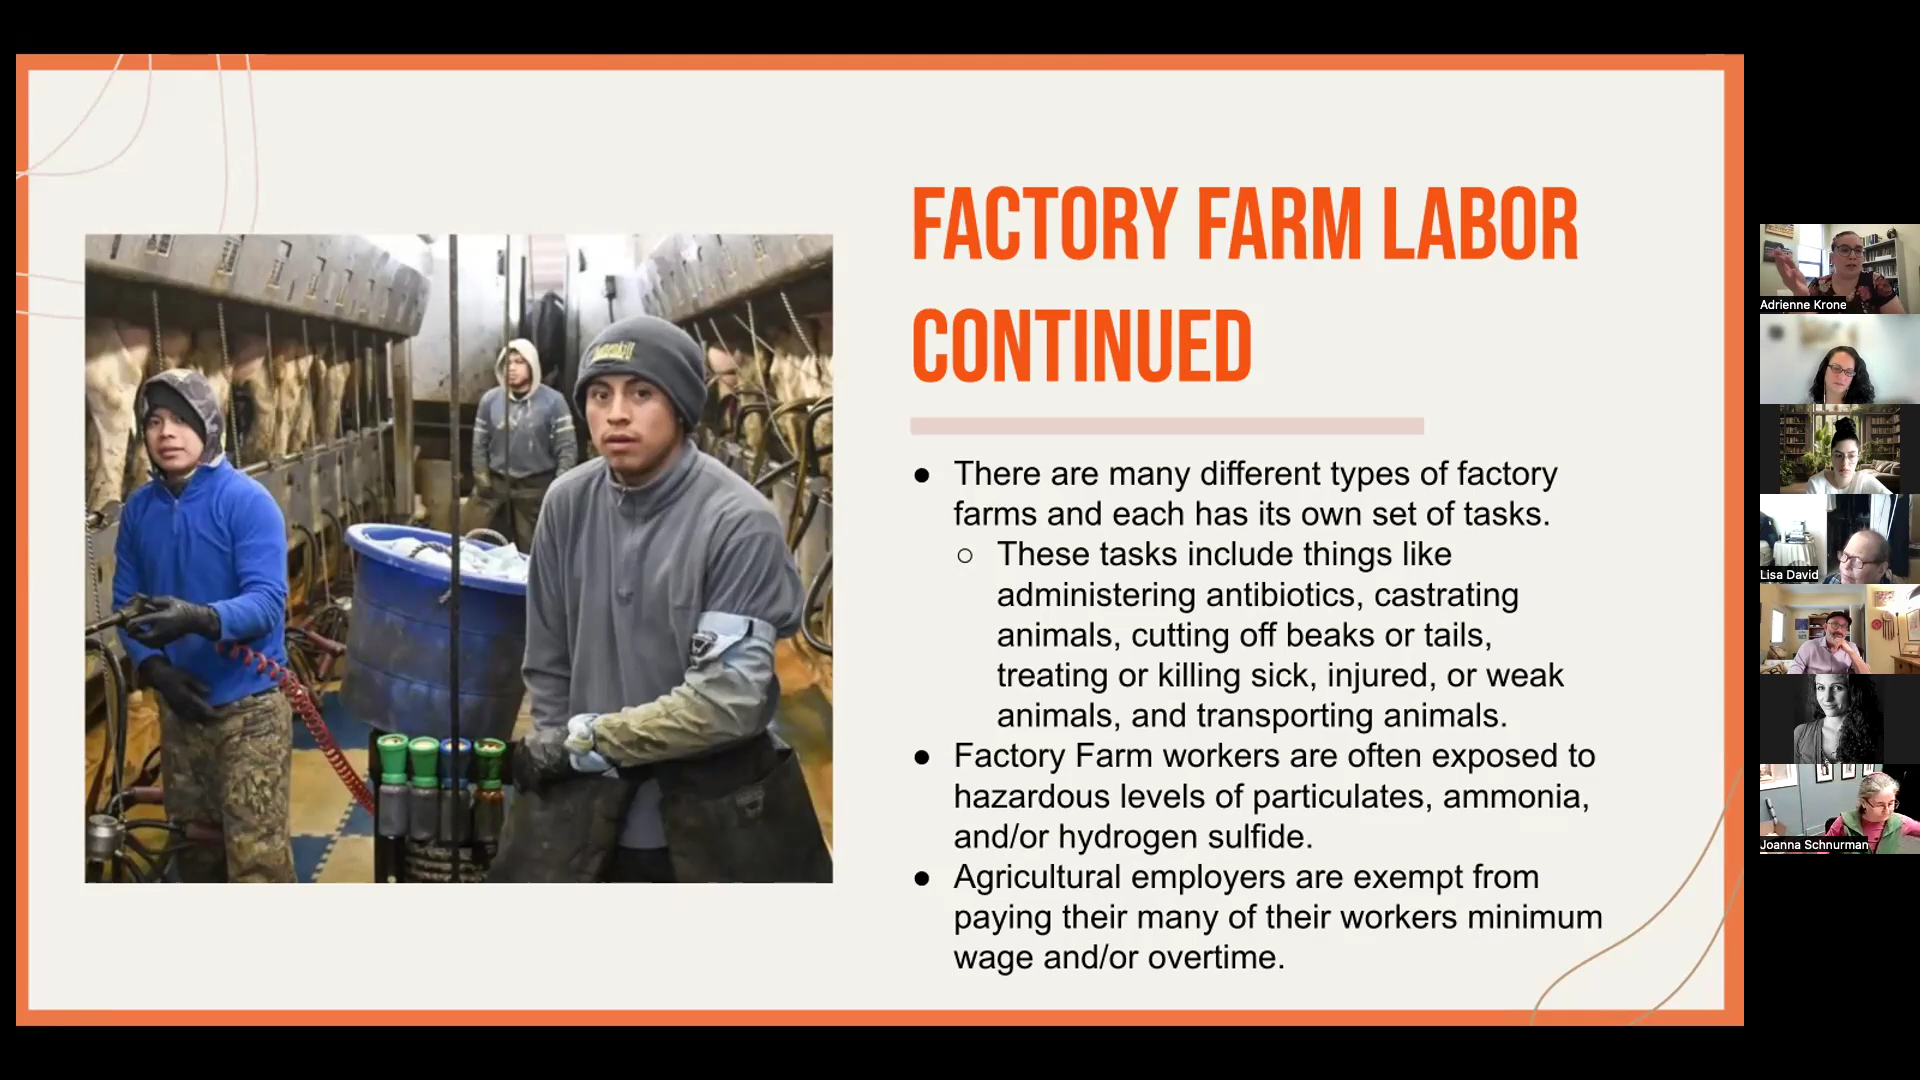 FACTORY FARM LABOR
CONTINUED
● There are many different types of factory
farms and each has its own set of tasks.
○ These tasks include things like
administering antibiotics, castrating
animals, cutting off beaks or tails,
treating or killing sick, injured, or weak
animals, and transporting animals.
● Factory Farm workers are often exposed to
hazardous levels of particulates, ammonia,
and/or hydrogen sulfide.
● Agricultural employers are exempt from
paying their many of their workers minimum
wage and/or overtime.
Adrienne Krone
Lisa David
Joanna Schnurman